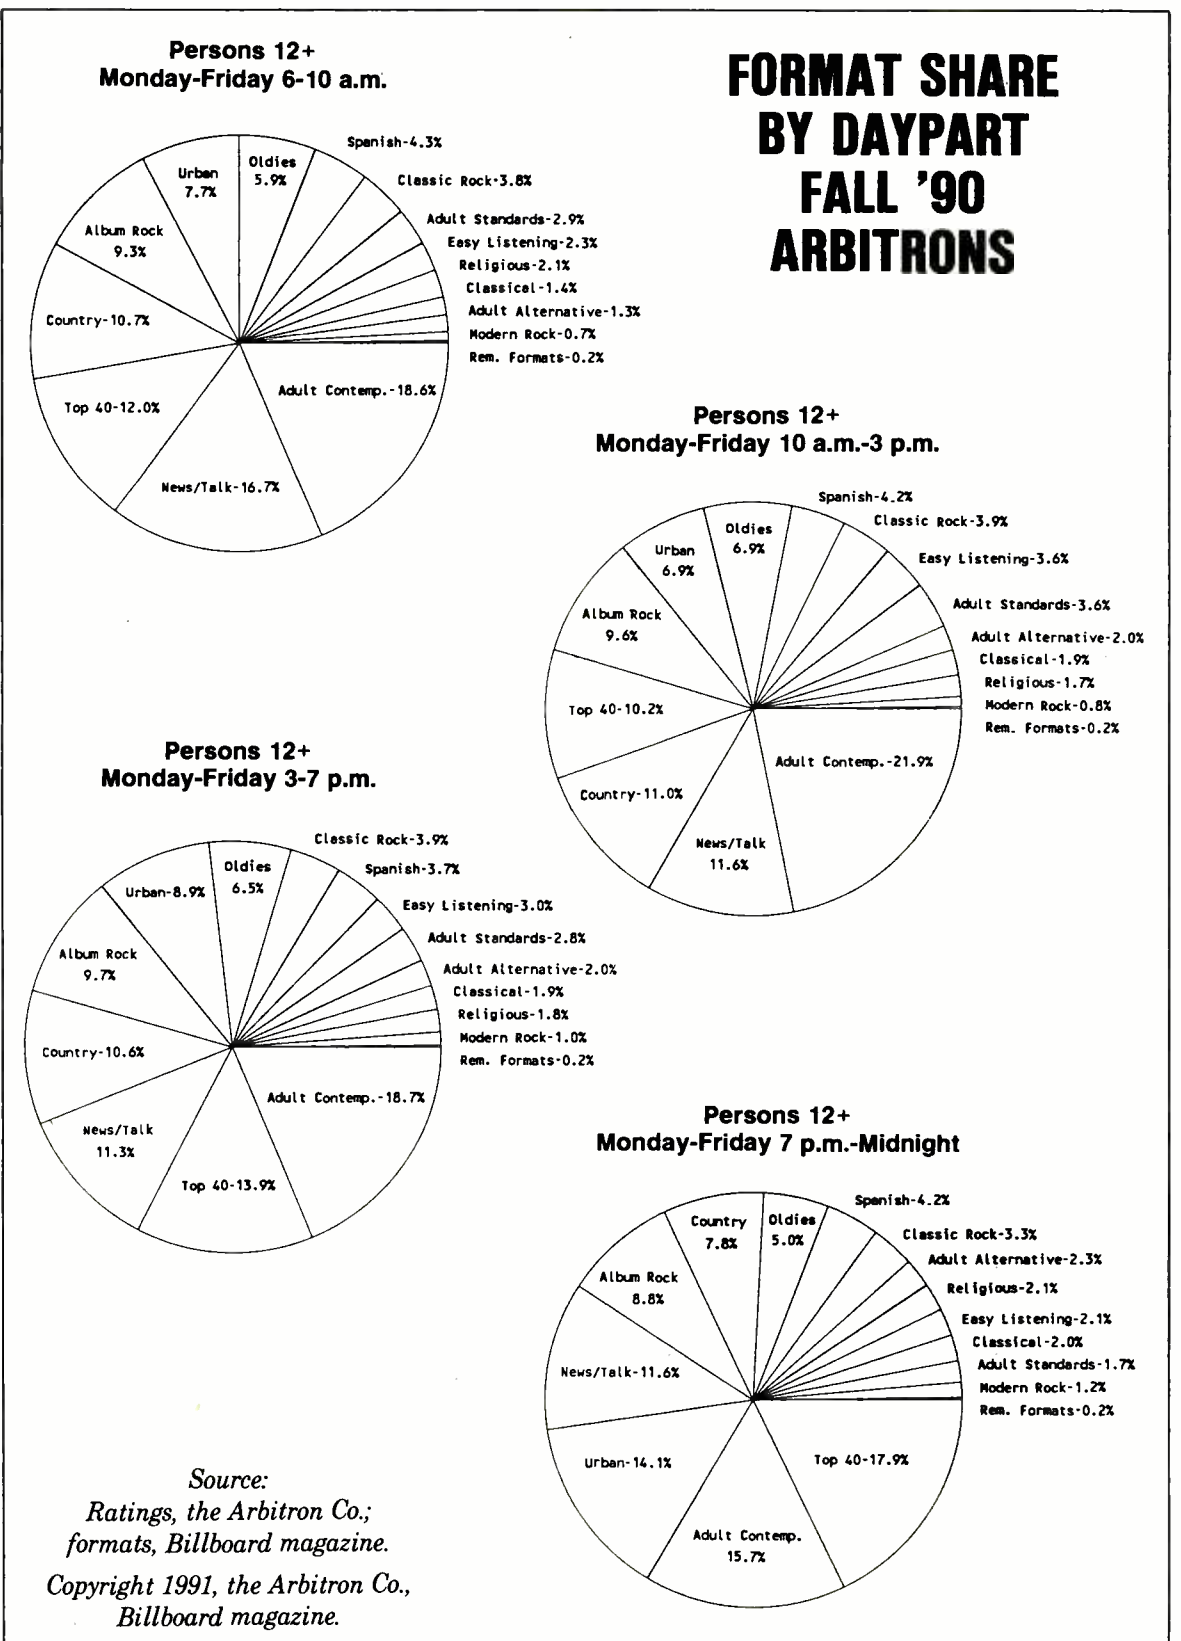 Persons 12+
Monday-Friday 6-10 a.m.
FORMAT SHARE
BY DAYPART
FALL '90
ARBITRONS
Spanish-4.3%
Oldies
5.9%
Urban
7.7%
Classic Rock-3.8%
Adult Standards-2.9%
Album Rock
9.3%
Easy Listening-2.3%
Religious-2.1%
Classical-1.4%
Adult Alternative-1.3%
Country-10.7%
Modern Rock-0.7%
Rem. Formats-0.2%
Adult Contemp.-18.6%
Top 40-12.0%
News/Talk-16.7%
Persons 12+
Monday-Friday 10 a.m.-3 p.m.
Spanish-4.2%
Classic Rock-3.9%
Oldies
6.9%
Urban
6.9%
Easy Listening-3.6%
Adult Standards-3.6%
Album Rock
9.6%
Adult Alternative-2.0%
Classical-1.9%
Religious-1.7%
Modern Rock-0.8%
Top 40-10.2%
Rem. Formats-0.2%
Adult Contemp.-21.9%
Country-11.0%
News/Talk
11.6%
Persons 12+
Monday-Friday 3-7 p.m.
Classic Rock-3.9%
Oldies
6.5%
Spanish-3.7%
Urban-8.9%
Easy Listening-3.0%
Adult Standards-2.8%
Album Rock
9.7%
Adult Alternative-2.0%
Classical-1.9%
Religious-1.8%
Modern Rock-1.0%
Country-10.6%
Rem. Formats-0.2%
Adult Contemp.-18.7%
News/Talk
11.3%
Top 40-13.9%
Persons 12+
Monday-Friday 7 p.m.-Midnight
Spanish-4.2%
Country
7.8%
Oldies
5.0%
Classic Rock-3.3%
Adult Alternative-2.3%
Album Rock
8.8%
Religious-2.1%
Easy Listening-2.1%
Classical-2.0%
Adult Standards-1.7%
News/Talk-11.6%
Modern Rock-1.2%
Rem. Formats-0.2%
Top 40-17.9%
Urban-14.1%
Adult Contemp.
15.7%
Source:
Ratings, the Arbitron Co.;
formats, Billboard magazine.
Copyright 1991, the Arbitron Co.,
Billboard magazine.